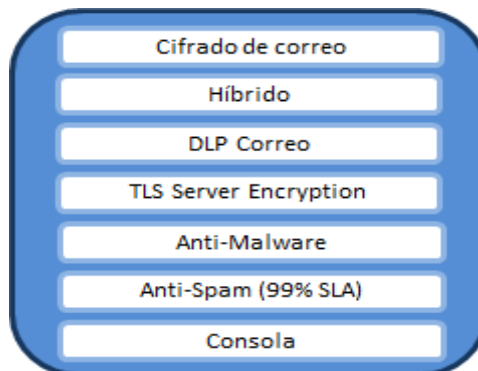 Cifrado de correo
Híbrido
DLP Correo
TLS Server Encryption
Anti-Malware
Anti-Spam (99% SLA)
Consola